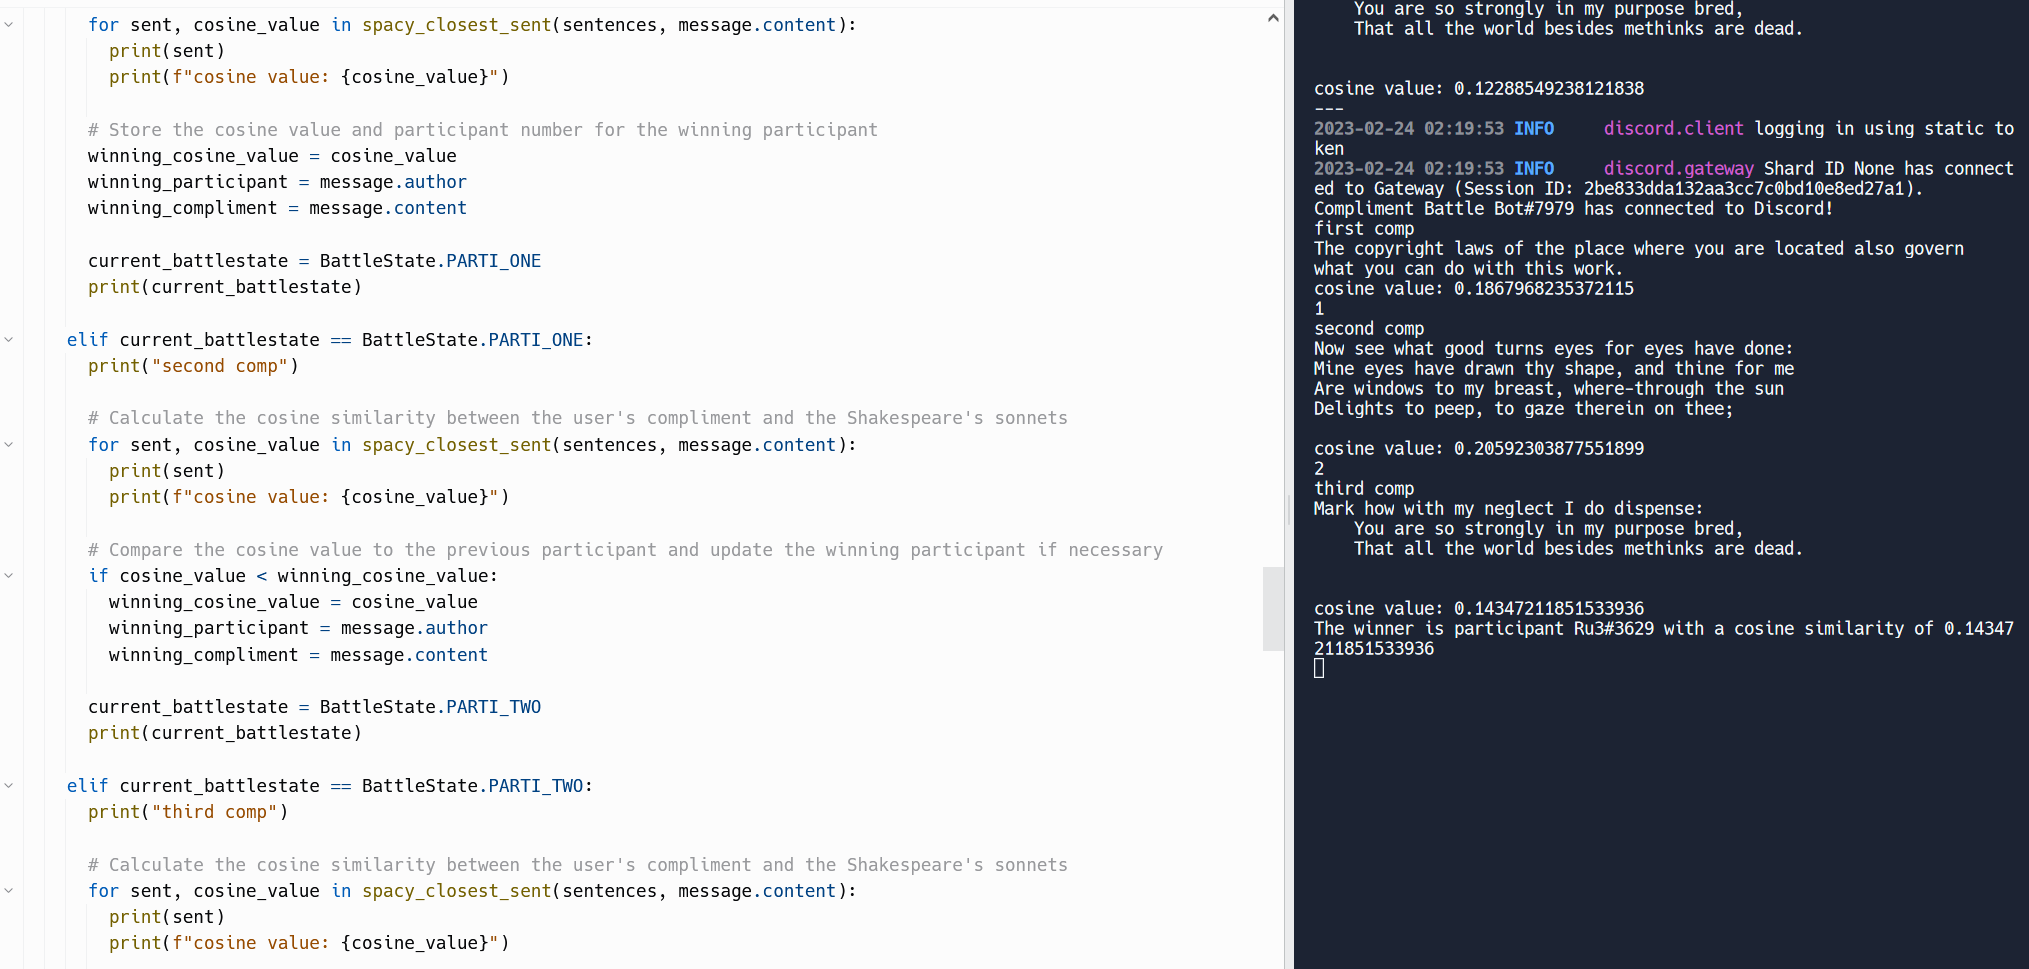 for sent, cosine_value in spacy_closest_sent(sentences, message.content):
print(sent)
print(f"cosine value: {cosine_value}")
# Store the cosine value and participant number for the winning participant
winning_cosine_value = cosine_value
winning_participant = message.author
winning_compliment = message.content
current_battlestate = BattleState.PARTI_ONE
print(current_battlestate)
elif current_battlestate == BattleState.PARTI_ONE:
print("second comp")
# Calculate the cosine similarity between the user's compliment and the Shakespeare's sonnets
for sent, cosine_value in spacy_closest_sent(sentences, message.content):
print(sent)
print(f"cosine value: {cosine_value}")
# Compare the cosine value to the previous participant and update the winning participant if necessary
if cosine_value < winning_cosine_value:
winning_cosine_value = cosine_value
winning_participant = message.author
winning_compliment = message.content
current_battlestate = BattleState.PARTI_TWO
print(current_battlestate)
elif current_battlestate == BattleState.PARTI_TWO:
print("third comp")
# Calculate the cosine similarity between the user's compliment and the Shakespeare's sonnets
for sent, cosine_value in spacy_closest_sent(sentences, message.content):
print(sent)
print(f"cosine value: {cosine_value}")
You are so strongly in my purpose bred,
That all the world besides methinks are dead.
cosine value: 0.12288549238121838
---
2023-02-24 02:19:53 INFO discord.client logging in using static to
ken
2023-02-24 02:19:53 INFO discord.gateway Shard ID None has connect
ed to Gateway (Session ID: 2be833dda132aa3cc7c0bd10e8ed27a1).
Compliment Battle Bot#7979 has connected to Discord!
first comp
The copyright laws of the place where you are located also govern
what you can do with this work.
cosine value: 0.1867968235372115
1
second comp
Now see what good turns eyes for eyes have done:
Mine eyes have drawn thy shape, and thine for me
Are windows to my breast, where-through the sun
Delights to peep, to gaze therein on thee;
cosine value: 0.20592303877551899
2
third comp
Mark how with my neglect I do dispense:
You are so strongly in my purpose bred,
That all the world besides methinks are dead.
cosine value: 0.14347211851533936
The winner is participant Ru3#3629 with a cosine similarity of 0.14347
211851533936